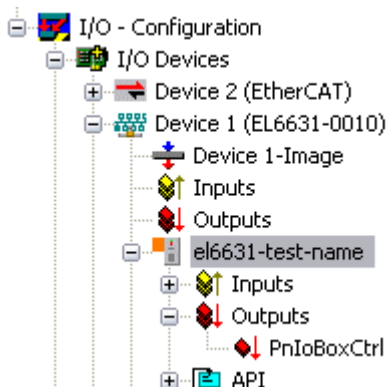 I/O - Configuration
I/O Devices
Device 2 (EtherCAT)
Device 1 (EL6631-0010)
Device 1-Image
Inputs
Outputs
el6631-test-name
Inputs
Outputs
PnIoBoxCtrl
API